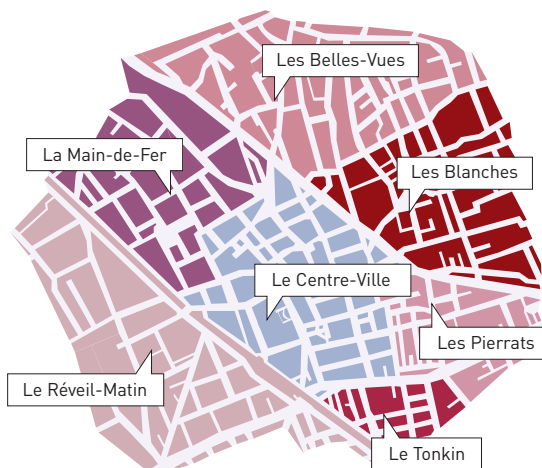 Les Belles-Vues
La Main-de-Fer
Les Blanches
Le Centre-Ville
Les Pierrats
Le Réveil-Matin
Le Tonkin